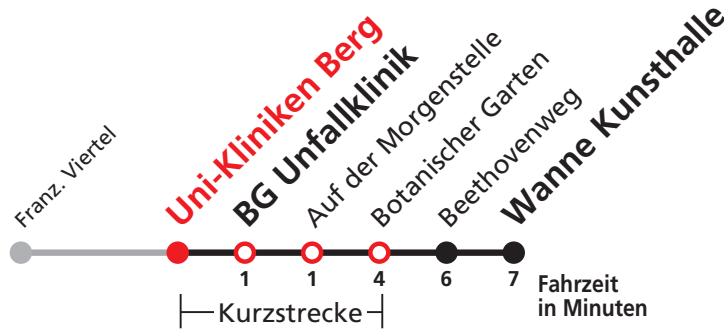 Franz. Viertel
Uni-Kliniken Berg
BG Unfallklinik
Auf der Morgenstelle
Botanischer Garten
Beethovenweg
Wanne Kunsthalle
1 1 4 6 7 Fahrzeit
in Minuten
Kurzstrecke